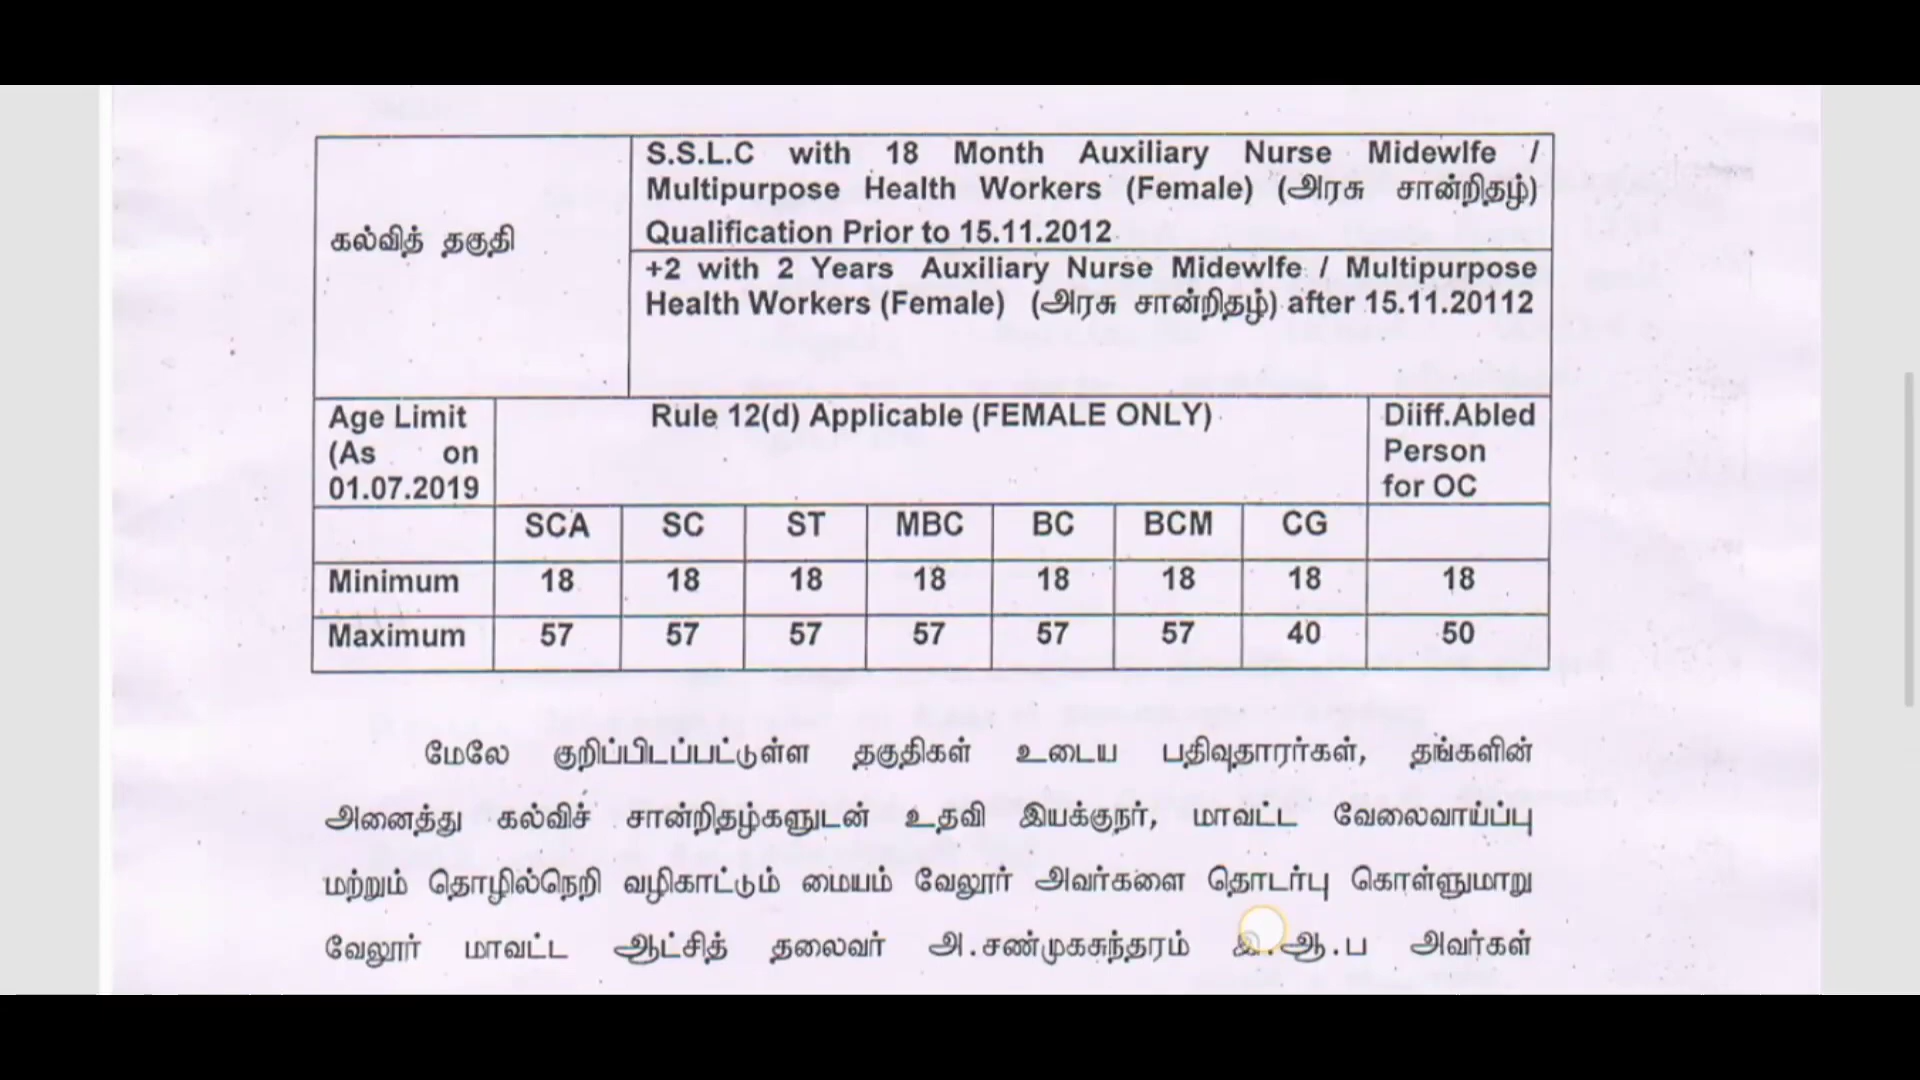 S.S.L.C with 18 Month Auxiliary Nurse Midewlfe /
Multipurpose Health Workers (Female) (அரசு சான்றிதழ்)
கல்வித் தகுதி
Qualification Prior to 15.11.2012
+2 with 2 Years Auxiliary Nurse Midewlfe / Multipurpose
Health Workers (Female) (அரசு சான்றிதழ்) after 15.11.20112
Age Limit
(As on
01.07.2019
Rule 12(d) Applicable (FEMALE ONLY)
Diiff.Abled
Person
for OC
SCA SC ST MBC BC BCM CG
Minimum 18 18 18 18 18 18 18 18
Maximum 57 57 57 57 57 57 40 50
மேலே குறிப்பிடப்பட்டுள்ள தகுதிகள் உடைய பதிவுதாரர்கள், தங்களின்
அனைத்து கல்விச் சான்றிதழ்களுடன் உதவி இயக்குநர், மாவட்ட வேலைவாய்ப்பு
மற்றும் தொழில்நெறி வழிகாட்டும் மையம் வேலூர் அவர்களை தொடர்பு கொள்ளுமாறு
வேலூர் மாவட்ட ஆட்சித் தலைவர் அ.சண்முகசுந்தரம் இ.ஆ.ப அவர்கள்